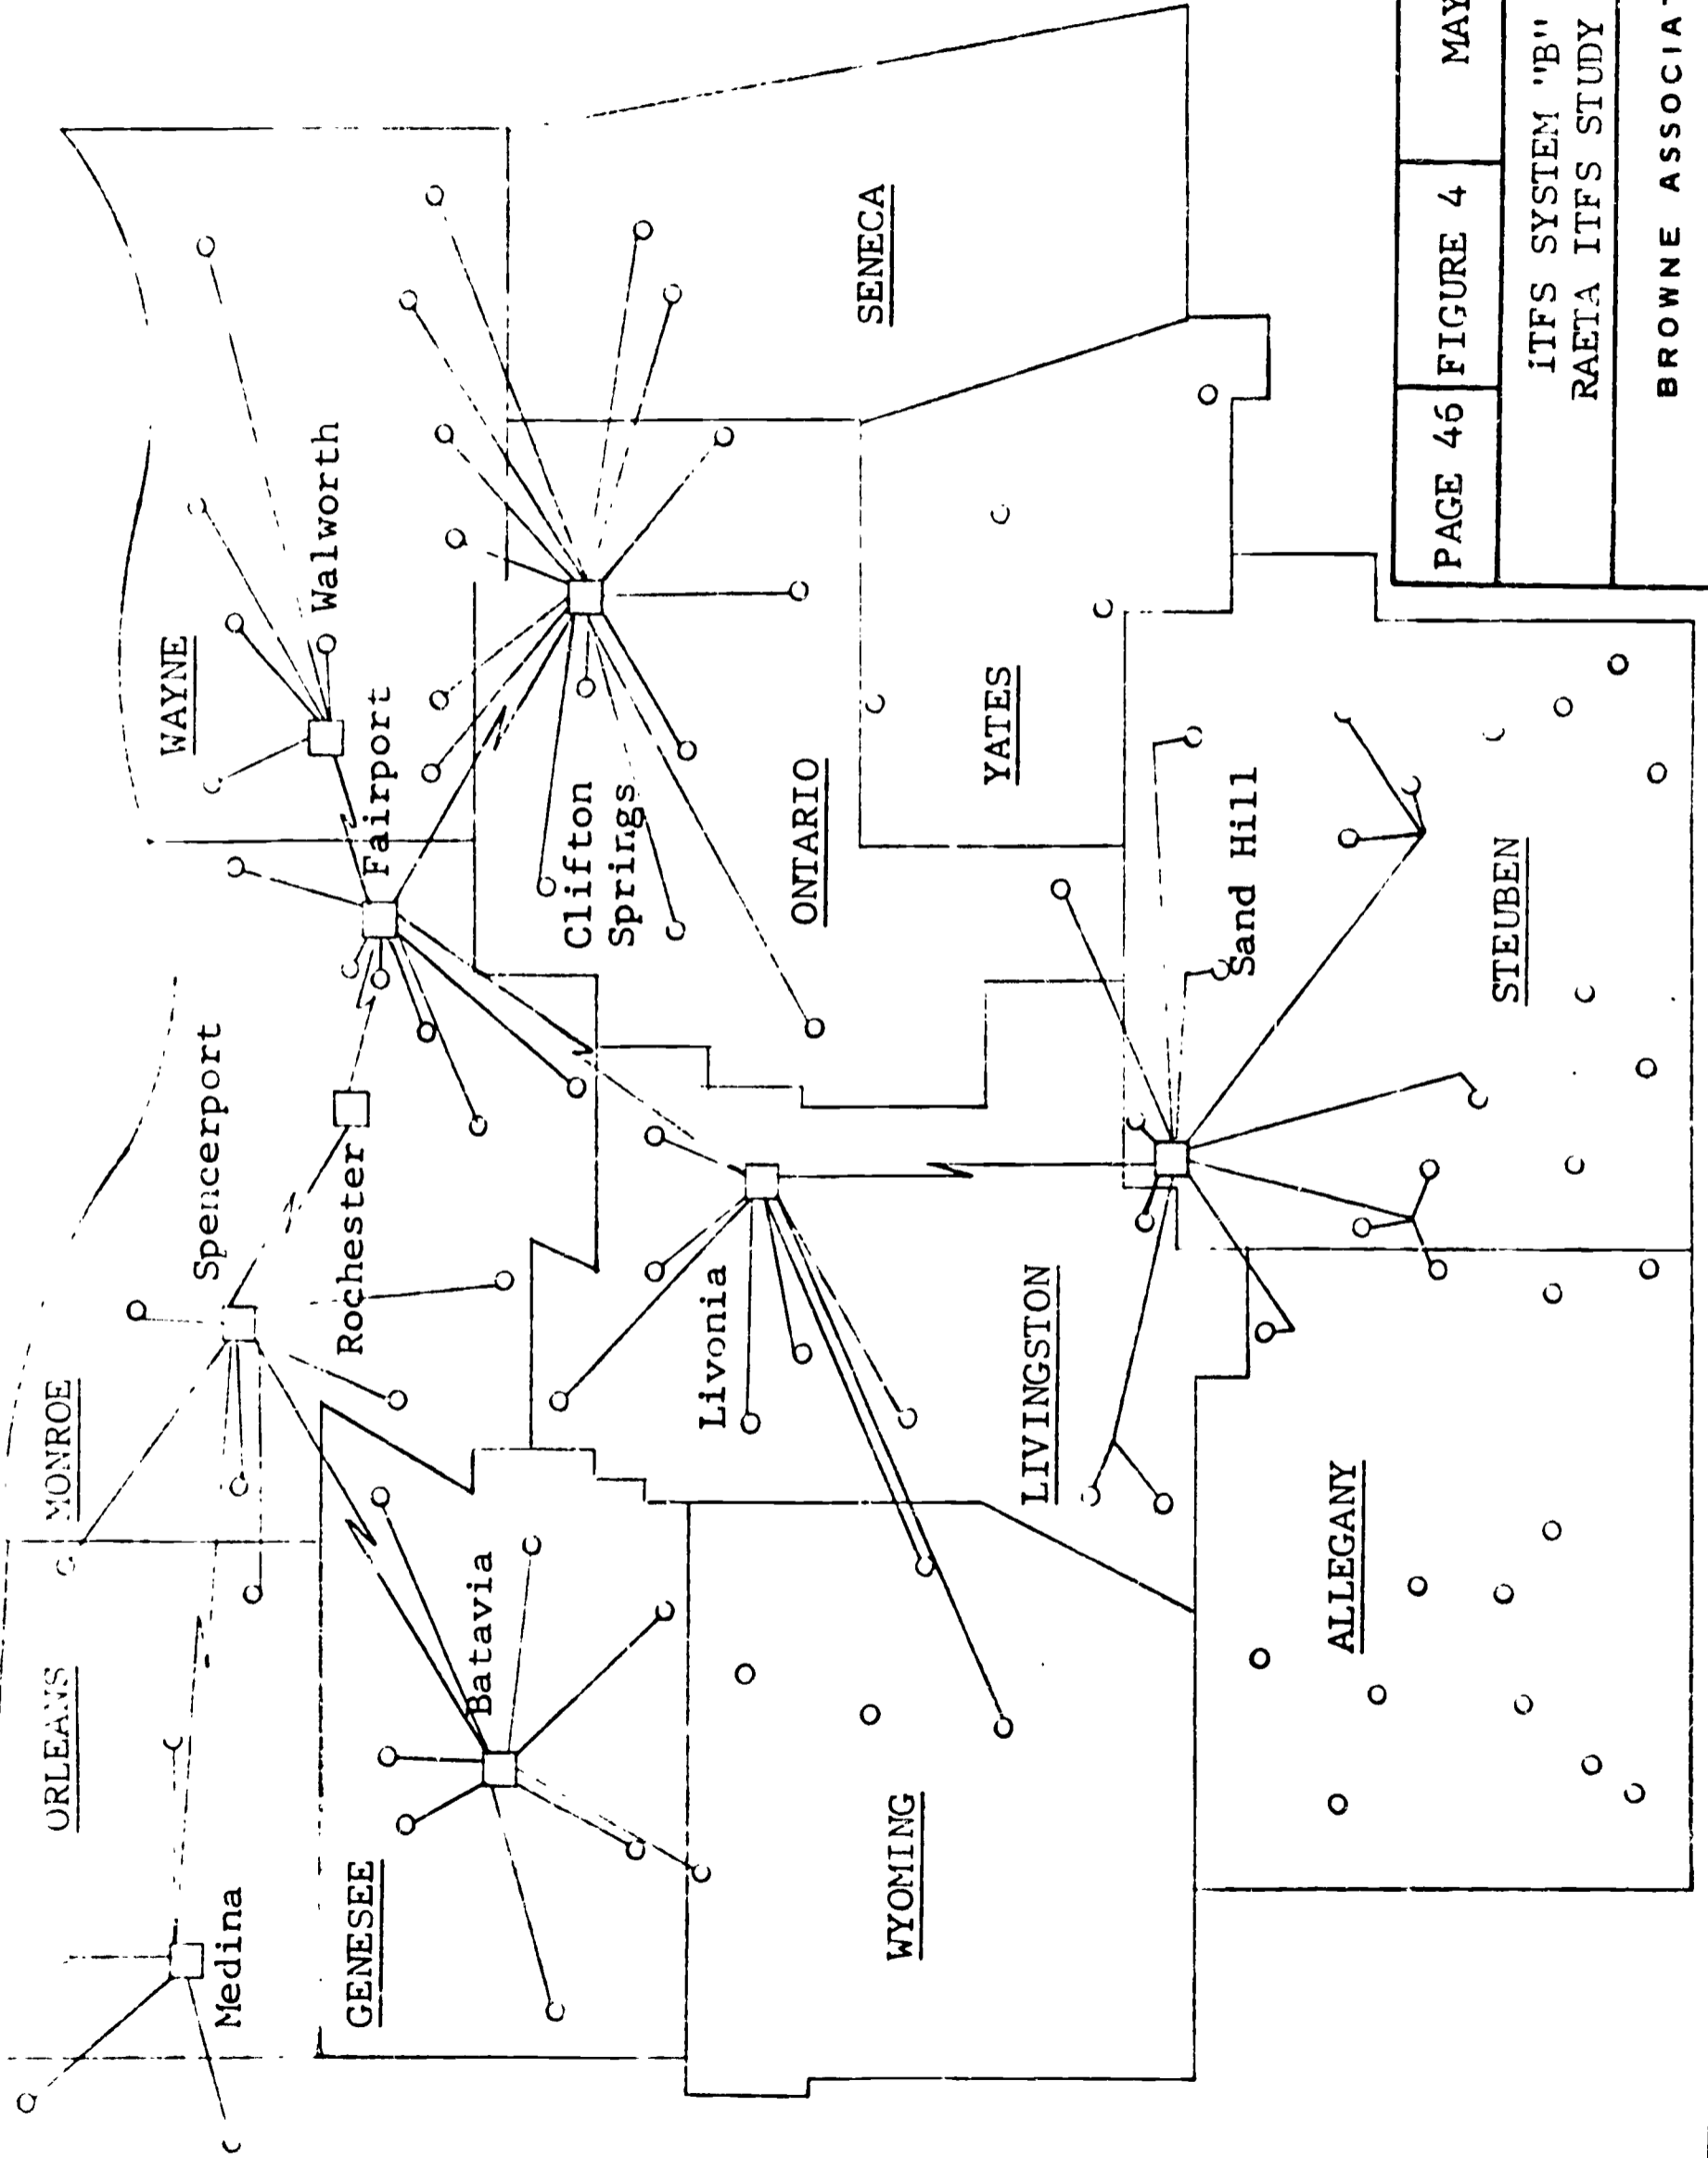 ORLEANS
MONROE
WAYNE
Medina
Spencerport
Walworth
Fairport
Rochester
GENESEE
Batavia
Clifton
Springs
Livonia
ONTARIO
SENECA
WYOMING
LIVINGSTON
YATES
Sand Hill
ALLEGANY
STEUBEN
PAGE 46
FIGURE 4
MAY
ITFS SYSTEM "B"
RAETA ITFS STUDY
BROWNE ASSOCIAT